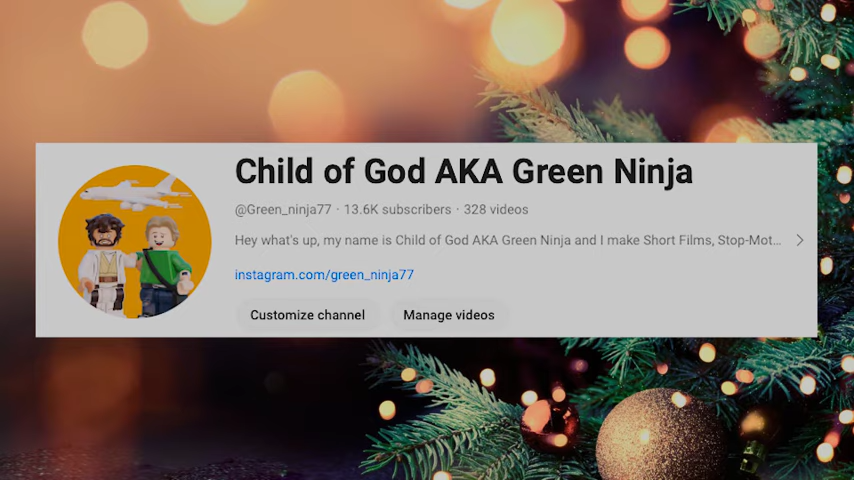 Child of God AKA Green Ninja
@Green_ninja77 · 13.6K subscribers · 328 videos
Hey what's up, my name is Child of God AKA Green Ninja and I make Short Films, Stop-Mot...
instagram.com/green_ninja77
Customize channel Manage videos